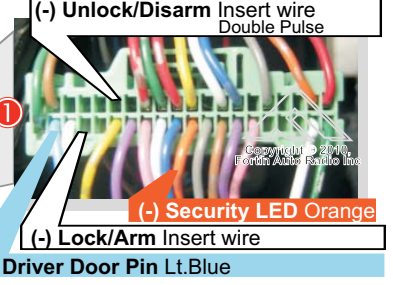 (-) Unlock/Disarm Insert wire
Double Pulse
1
Copyright © 2010,
Fortin Auto Radio Inc
(-) Security LED Orange
(-) Lock/Arm Insert wire
Driver Door Pin Lt.Blue